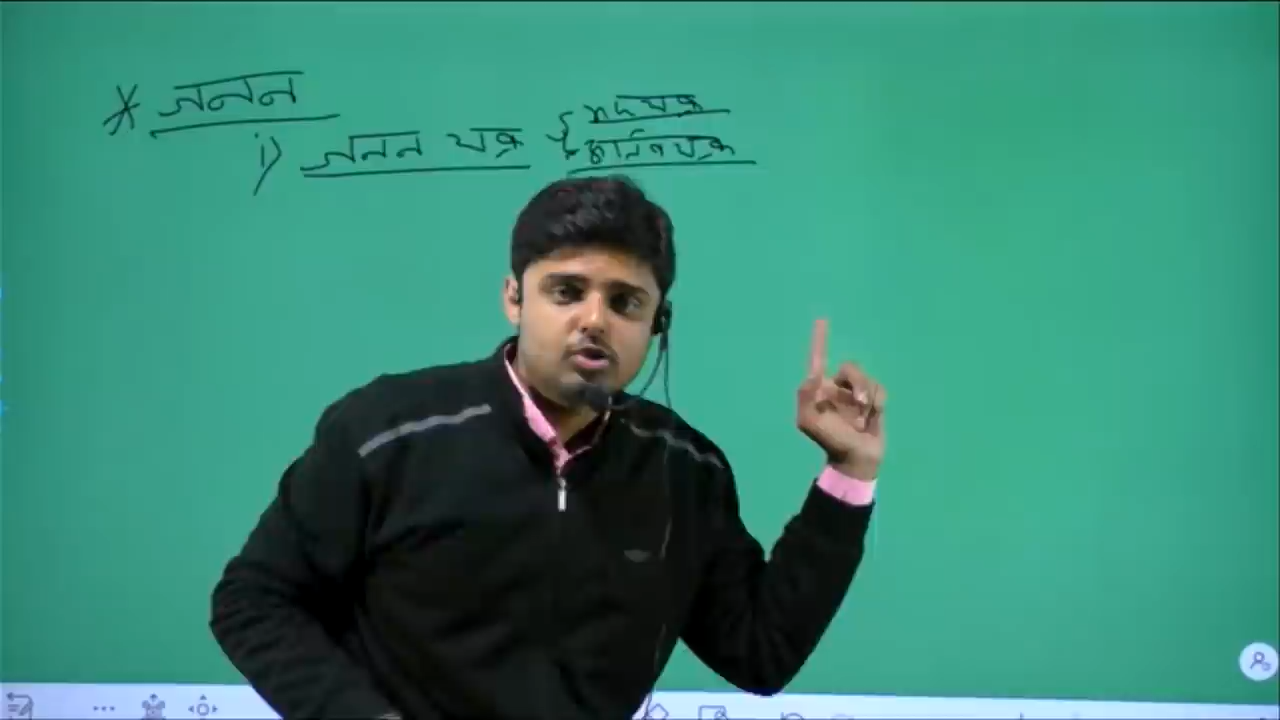 * জনন
i) জনন চক্র { মদচক্র
ঋতুচক্র